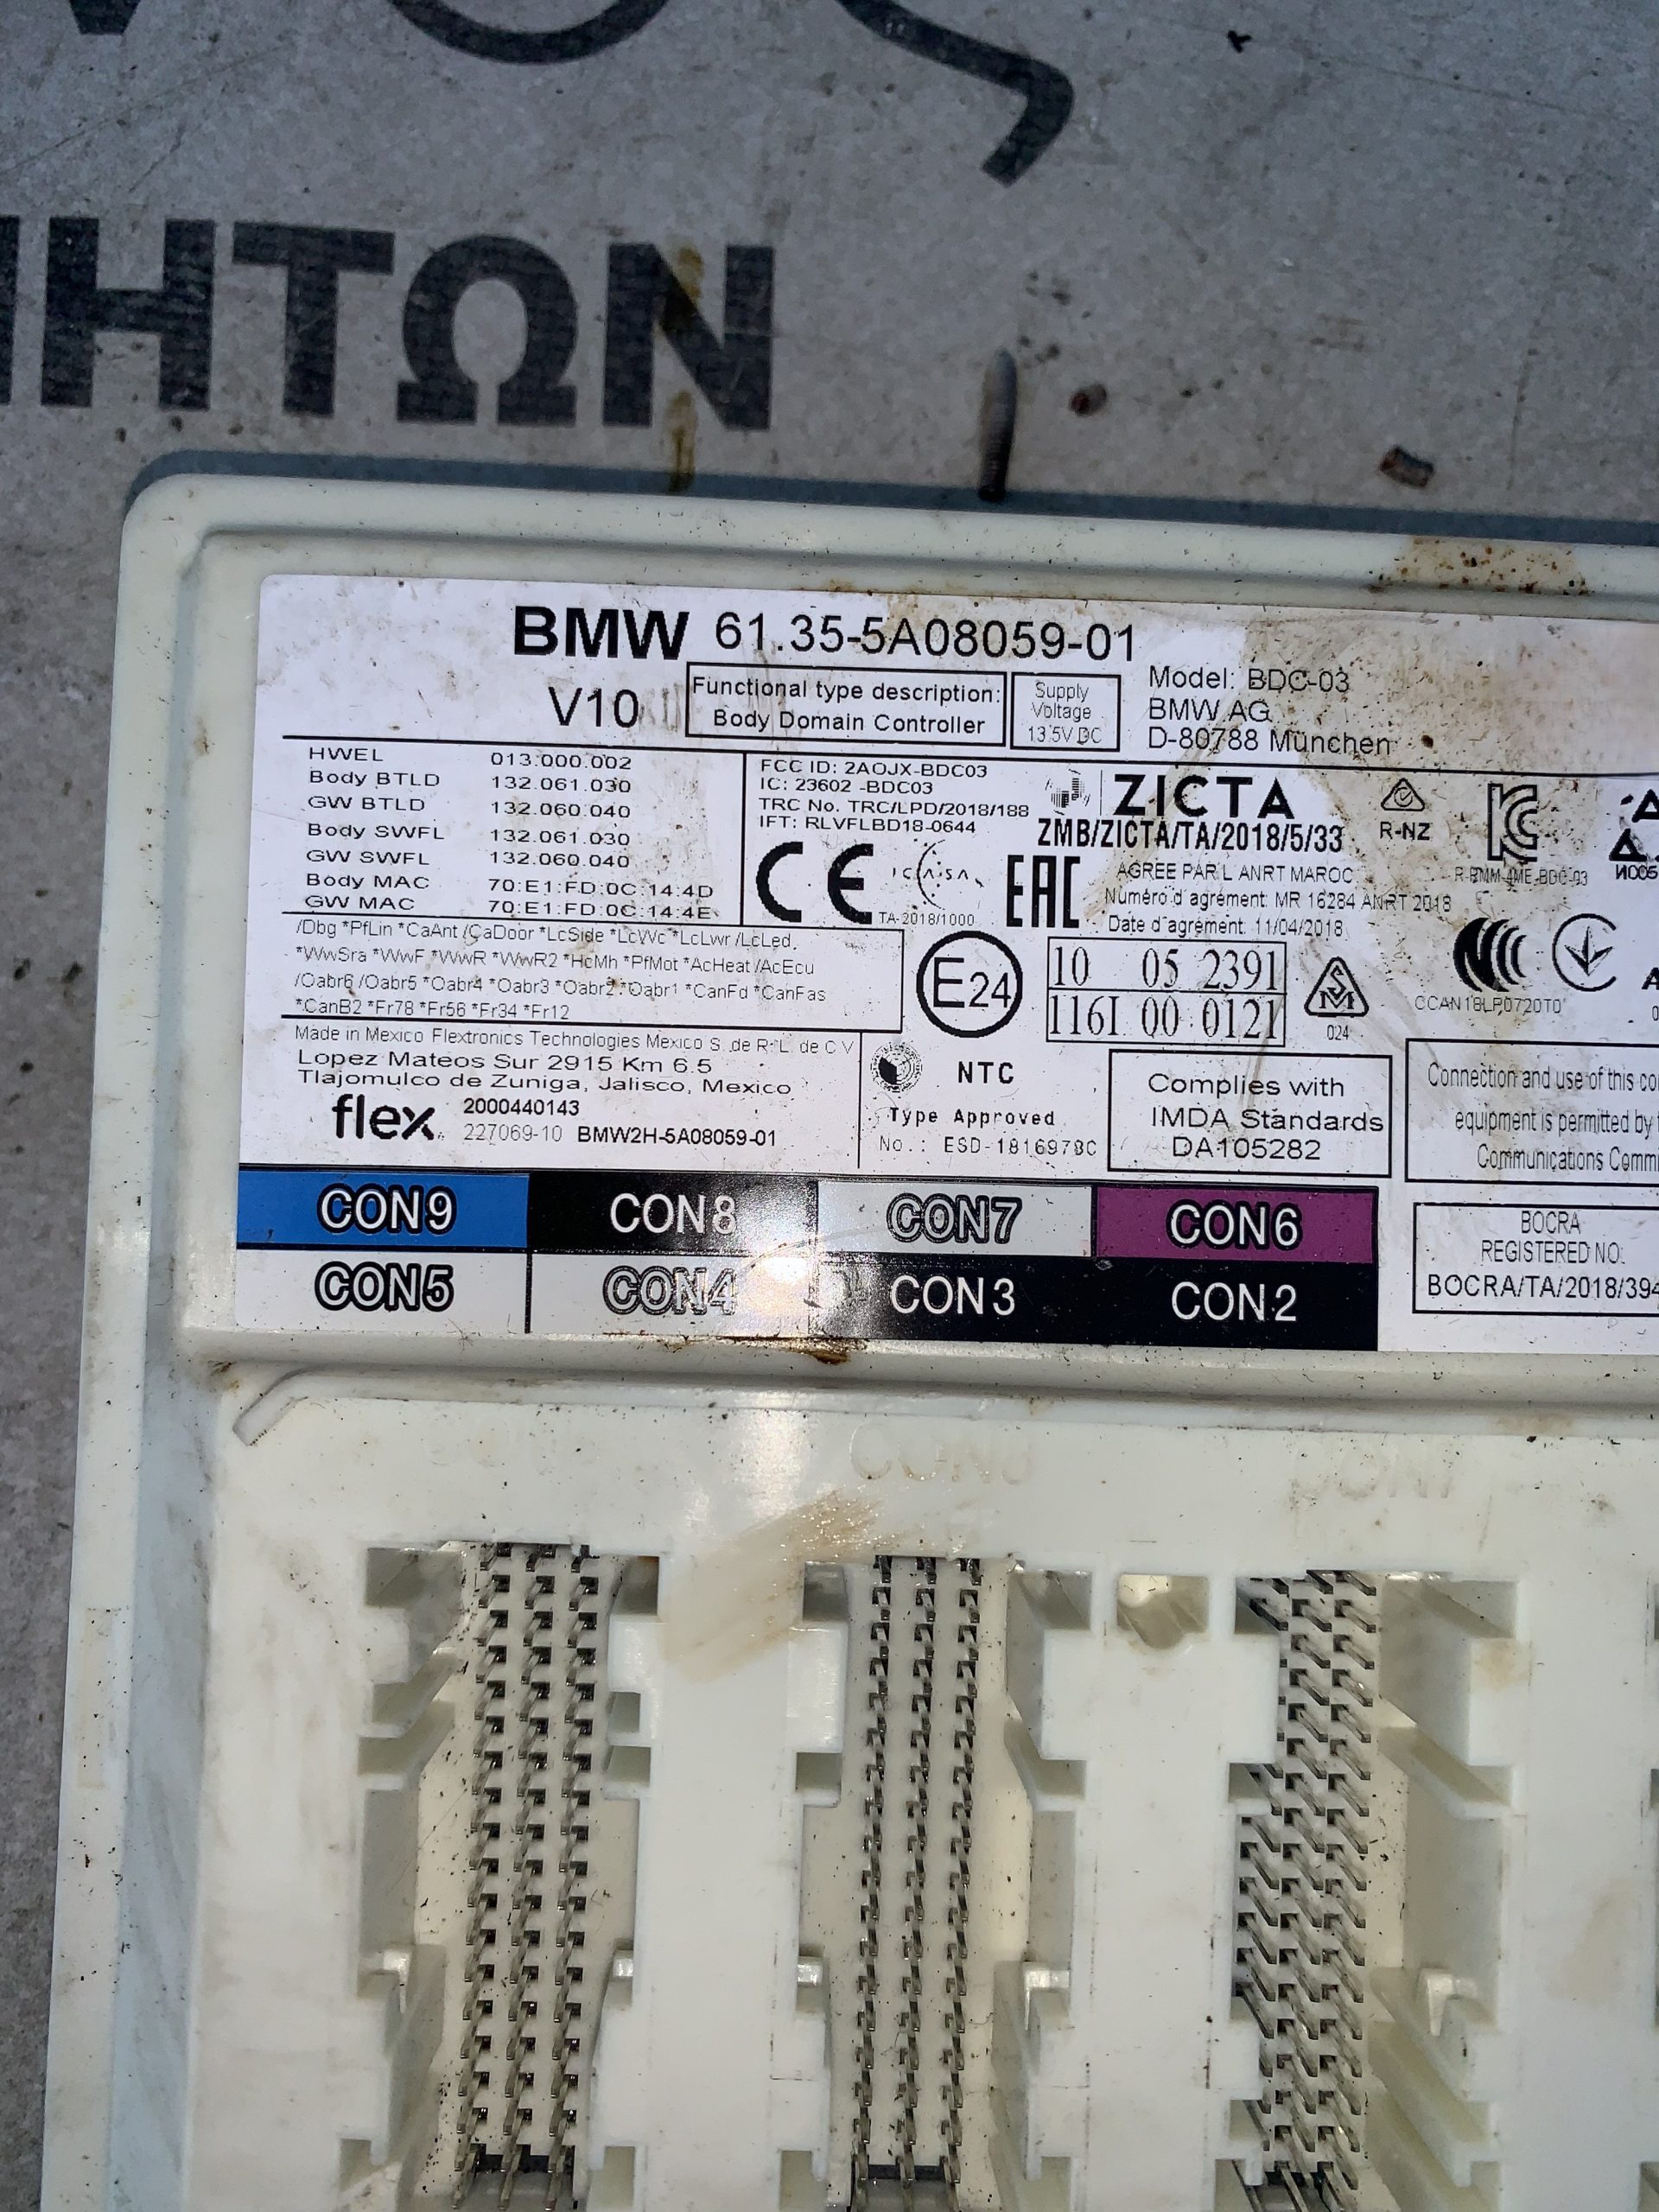 ΗΤΩΝ
BMW 61.35-5A08059-01
V10
Functional type description:
Body Domain Controller
Supply
Voltage
13.5V DC
Model: BDC-03
BMW AG
D-80788 München
HWEL 013.000.002
Body BTLD 132.061.030
GW BTLD 132.060.040
Body SWFL 132.061.030
GW SWFL 132.060.040
Body MAC 70:E1:FD:0C:14:4D
GW MAC 70:E1:FD:0C:14:4E
FCC ID: 2AOJX-BDC03
IC: 23602 -BDC03
TRC No. TRC/LPD/2018/188
IFT: RLVFLBD18-0644
CE
ICASA
TA-2018/1000
ZICTA
ZMB/ZICTA/TA/2018/5/33
EAC
AGREE PAR L ANRT MAROC
Numéro d'agrément: MR 16284 ANRT 2018
Date d'agrément: 11/04/2018
R-NZ
/Dbg *PfLin *CaAnt /CaDoor *LcSide *LcWc *LcLwr /LcLed
*WwSra *WwF *WwR *WwR2 *HcMh *PfMot *AcHeat /AcEcu
/Oabr6 /Oabr5 *Oabr4 *Oabr3 *Oabr2 *Oabr1 *CanFd *CanFas
*CanB2 *Fr78 *Fr56 *Fr34 *Fr12
E24
10 05 2391
116I 00 0121
024
CCAN18LP0720T0
Made in Mexico Flextronics Technologies Mexico S. de R. L. de C V
Lopez Mateos Sur 2915 Km 6.5
Tlajomulco de Zuniga, Jalisco, Mexico
flex 2000440143
227069-10 BMW2H-5A08059-01
NTC
Type Approved
No.: ESD-1816978C
Complies with
IMDA Standards
DA105282
Connection and use of this
equipment is permitted by
Communications
CON9 CON8 CON7 CON6
CON5 CON4 CON3 CON2
BOCRA
REGISTERED NO:
BOCRA/TA/2018/394
CON8
CON7